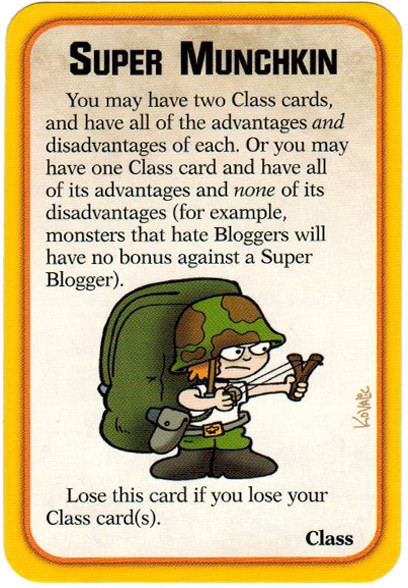 SUPER MUNCHKIN
You may have two Class cards,
and have all of the advantages and
disadvantages of each. Or you may
have one Class card and have all
of its advantages and none of its
disadvantages (for example,
monsters that hate Bloggers will
have no bonus against a Super
Blogger).
KOVALIC
Lose this card if you lose your
Class card(s).
Class